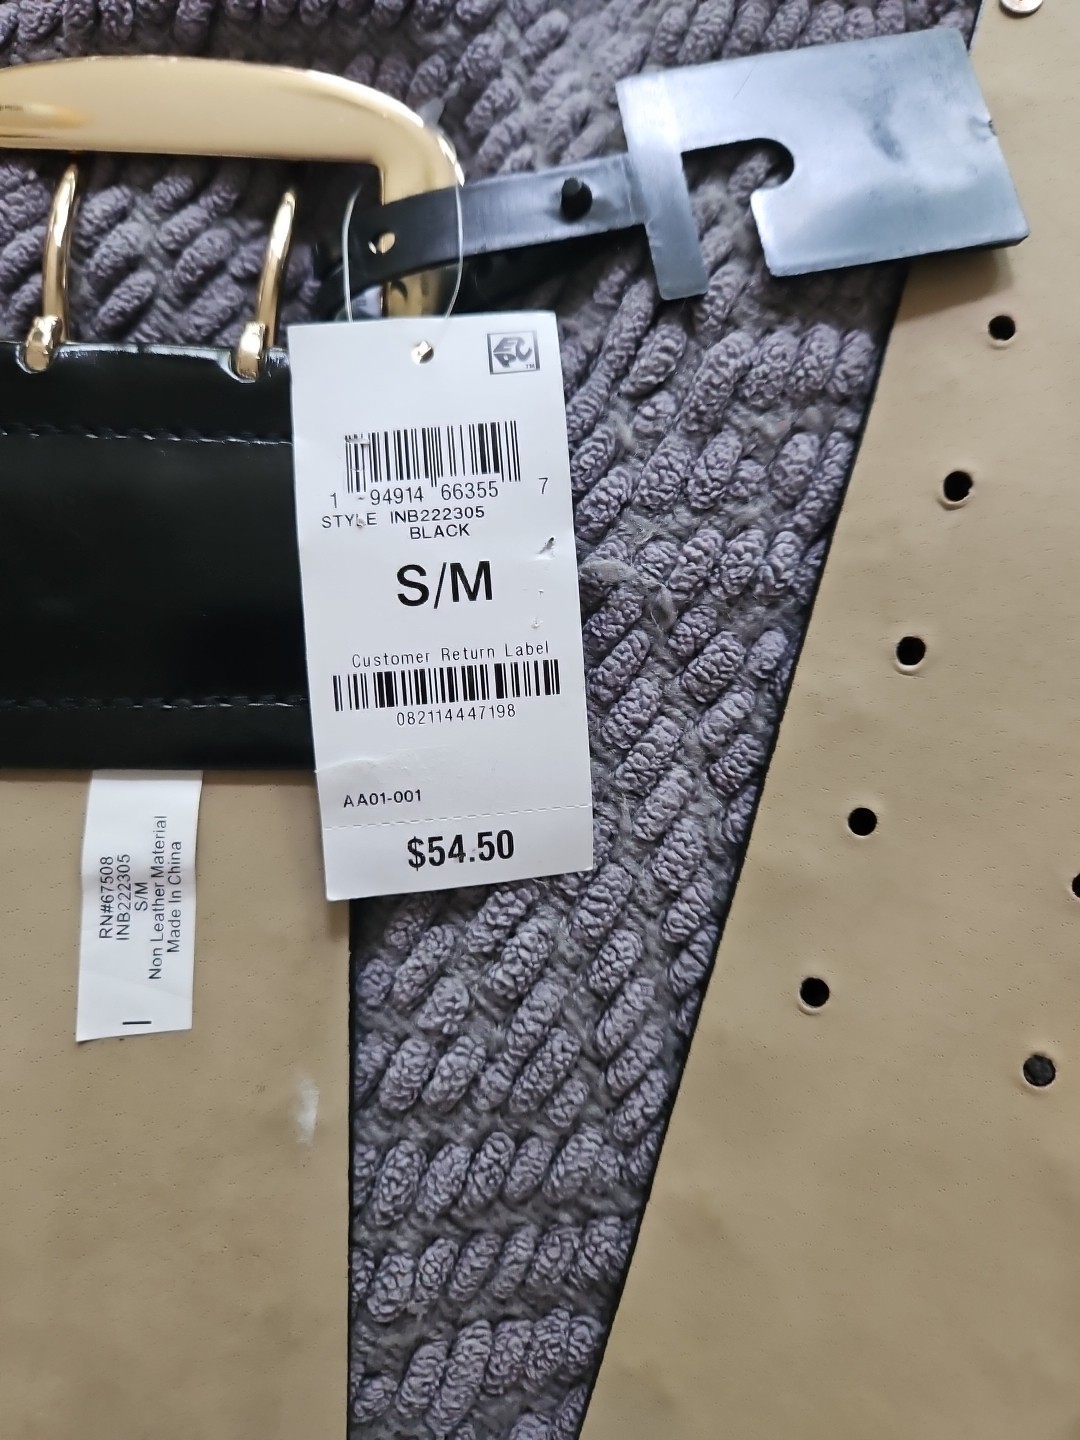 1 94914 66355 7
STYLE INB222305
BLACK
S/M
Customer Return Label
082114447198
AA01-001
$54.50
RN#67508
INB222305
S/M
Non Leather Material
Made In China